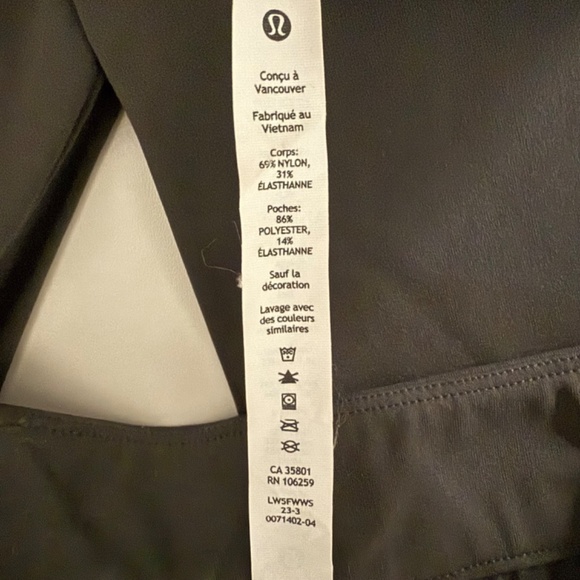 Conçu à
Vancouver
Fabriqué au
Vietnam
Corps:
69% NYLON,
31%
ÉLASTHANNE
Poches:
86%
POLYESTER,
14%
ÉLASTHANNE
Sauf la
décoration
Lavage avec
des couleurs
similaires
CA 35801
RN 106259
LW5FWWS
23-3
0071402-04